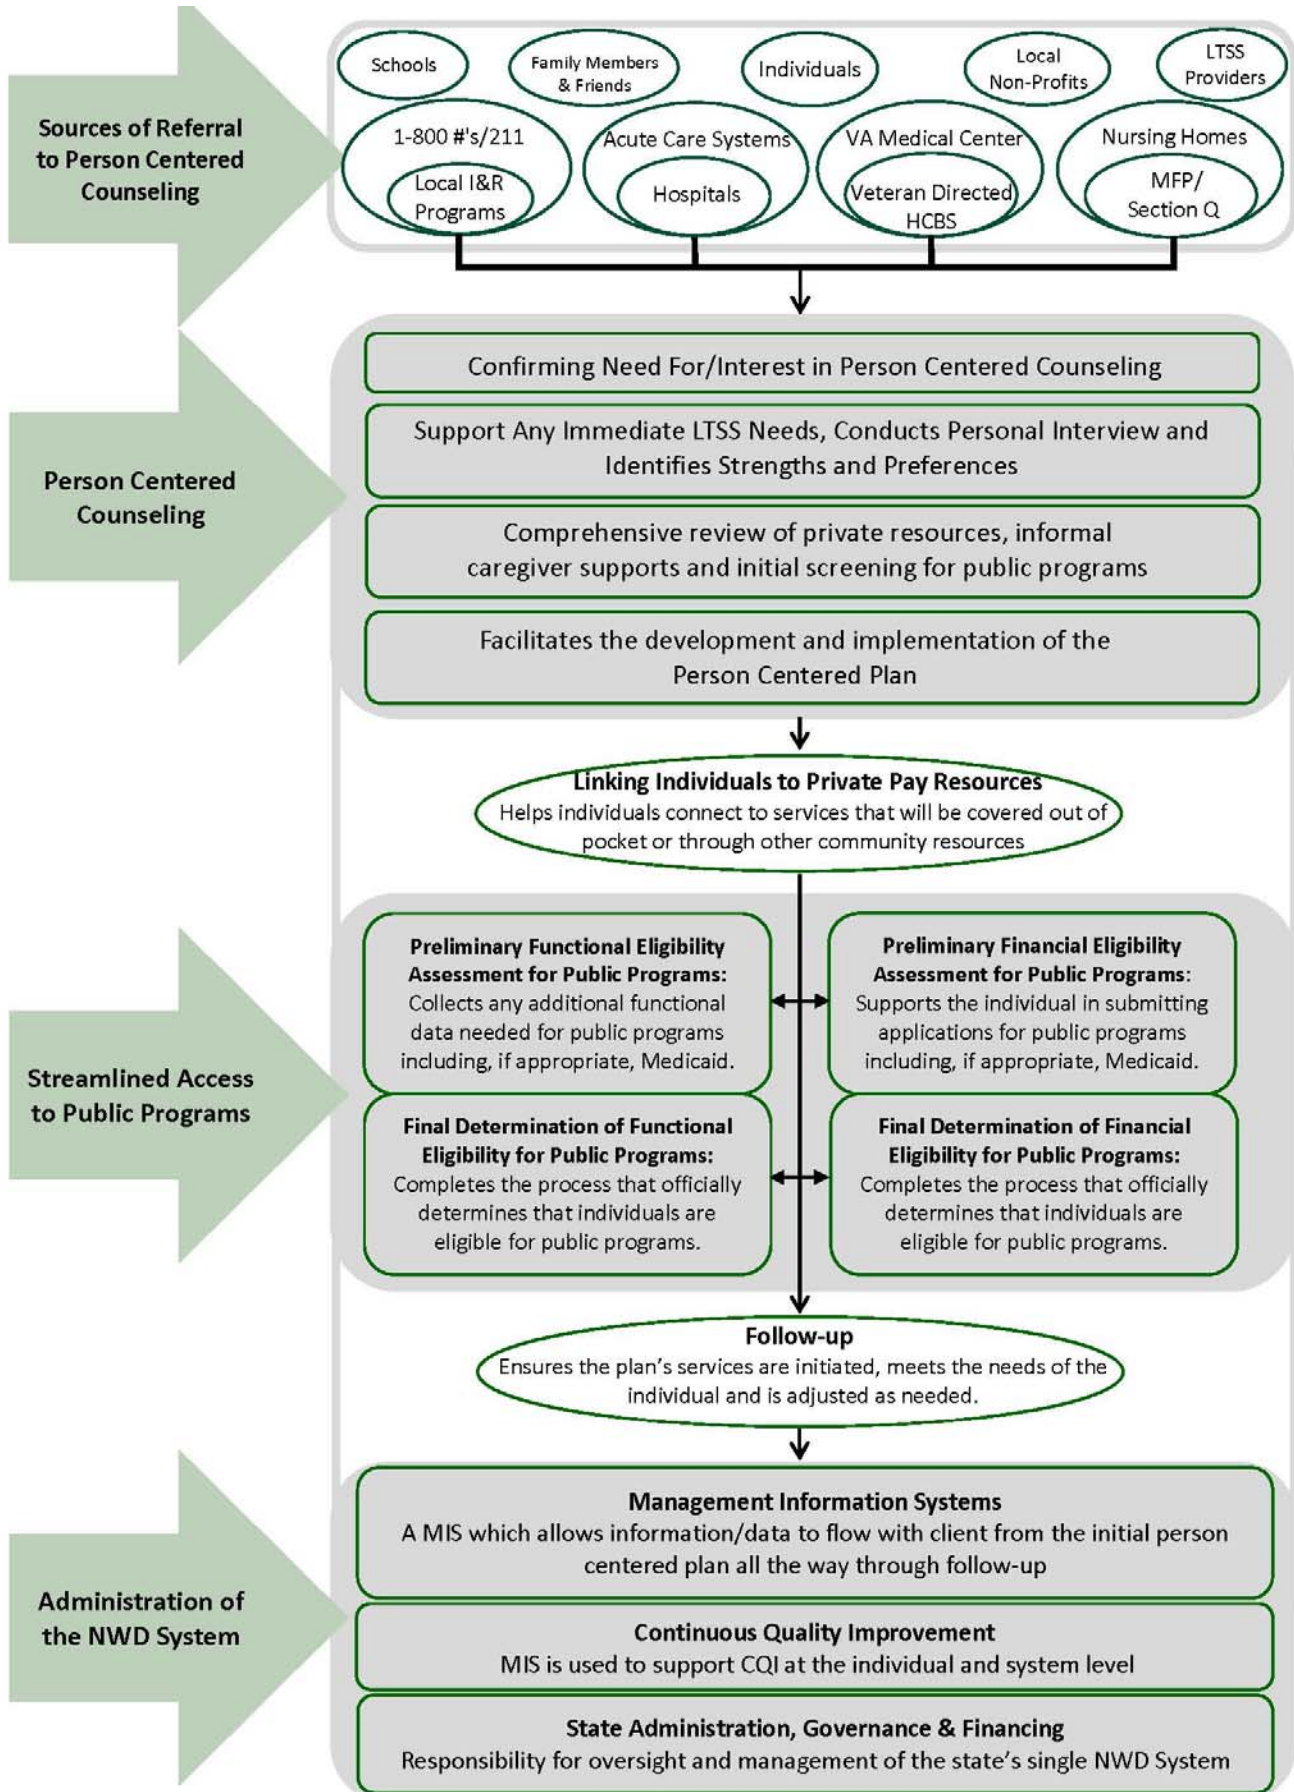 Sources of Referral
to Person Centered
Counseling
Schools
Family Members
& Friends
Individuals
Local
Non-Profits
LTSS
Providers
1-800 #'s/211
Local I&R
Programs
Acute Care Systems
Hospitals
VA Medical Center
Veteran Directed
HCBS
Nursing Homes
MFP/
Section Q
Person Centered
Counseling
Confirming Need For/Interest in Person Centered Counseling
Support Any Immediate LTSS Needs, Conducts Personal Interview and
Identifies Strengths and Preferences
Comprehensive review of private resources, informal
caregiver supports and initial screening for public programs
Facilitates the development and implementation of the
Person Centered Plan
Linking Individuals to Private Pay Resources
Helps individuals connect to services that will be covered out of
pocket or through other community resources
Streamlined Access
to Public Programs
Preliminary Functional Eligibility
Assessment for Public Programs:
Collects any additional functional
data needed for public programs
including, if appropriate, Medicaid.
Preliminary Financial Eligibility
Assessment for Public Programs:
Supports the individual in submitting
applications for public programs
including, if appropriate, Medicaid.
Final Determination of Functional
Eligibility for Public Programs:
Completes the process that officially
determines that individuals are
eligible for public programs.
Final Determination of Financial
Eligibility for Public Programs:
Completes the process that officially
determines that individuals are
eligible for public programs.
Follow-up
Ensures the plan's services are initiated, meets the needs of the
individual and is adjusted as needed.
Administration of
the NWD System
Management Information Systems
A MIS which allows information/data to flow with client from the initial person
centered plan all the way through follow-up
Continuous Quality Improvement
MIS is used to support CQI at the individual and system level
State Administration, Governance & Financing
Responsibility for oversight and management of the state's single NWD System